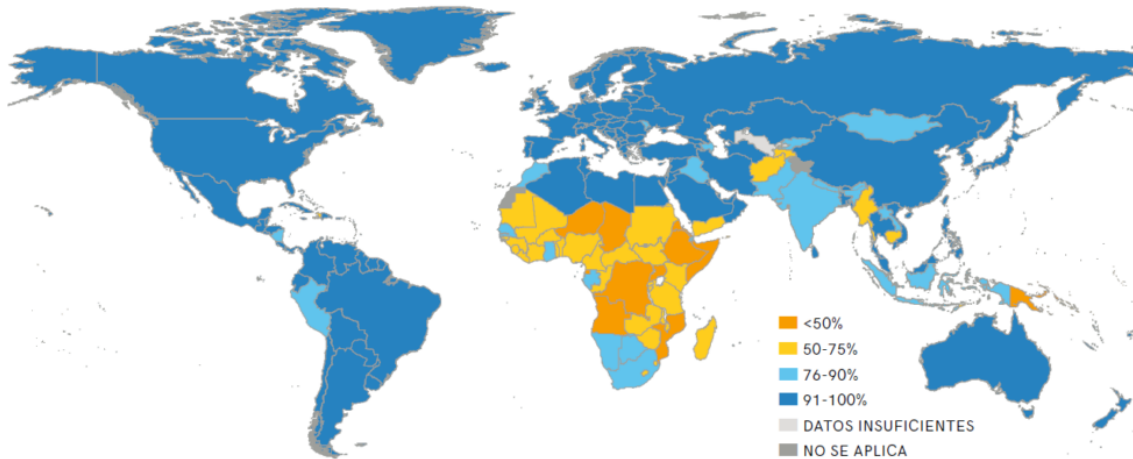 <50%
50-75%
76-90%
91-100%
DATOS INSUFICIENTES
NO SE APLICA